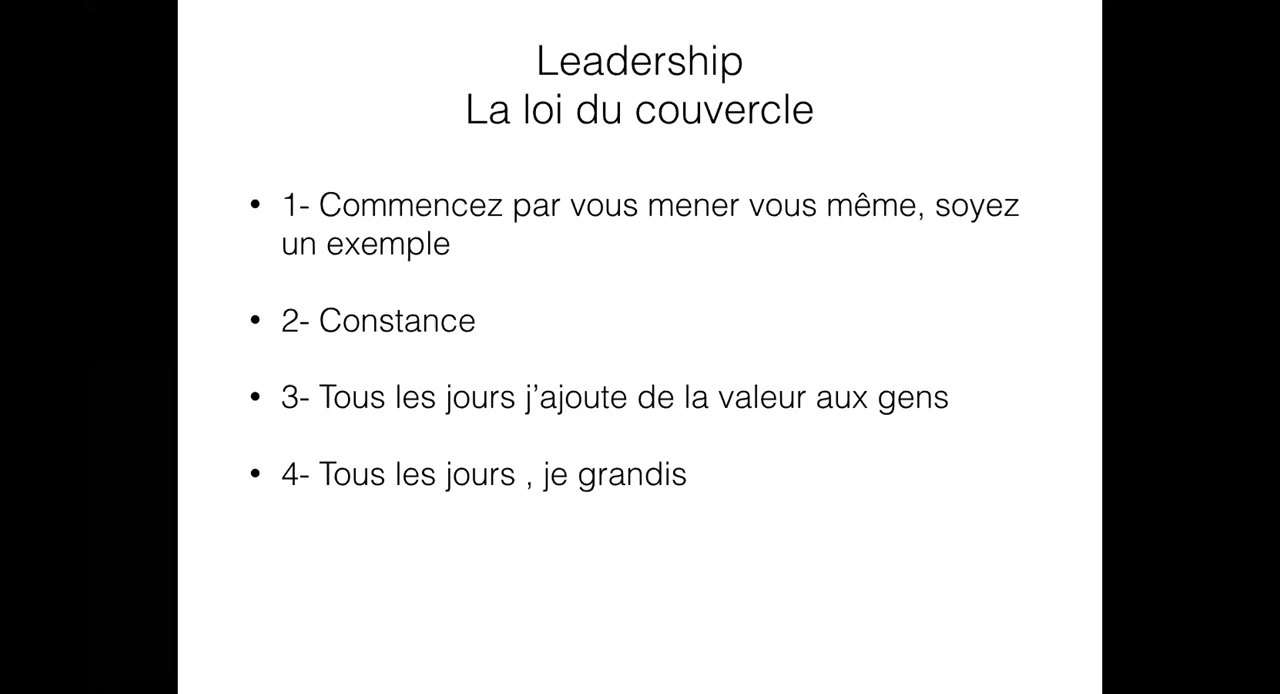 Leadership
La loi du couvercle
• 1- Commencez par vous mener vous même, soyez
un exemple
• 2- Constance
• 3- Tous les jours j’ajoute de la valeur aux gens
• 4- Tous les jours , je grandis